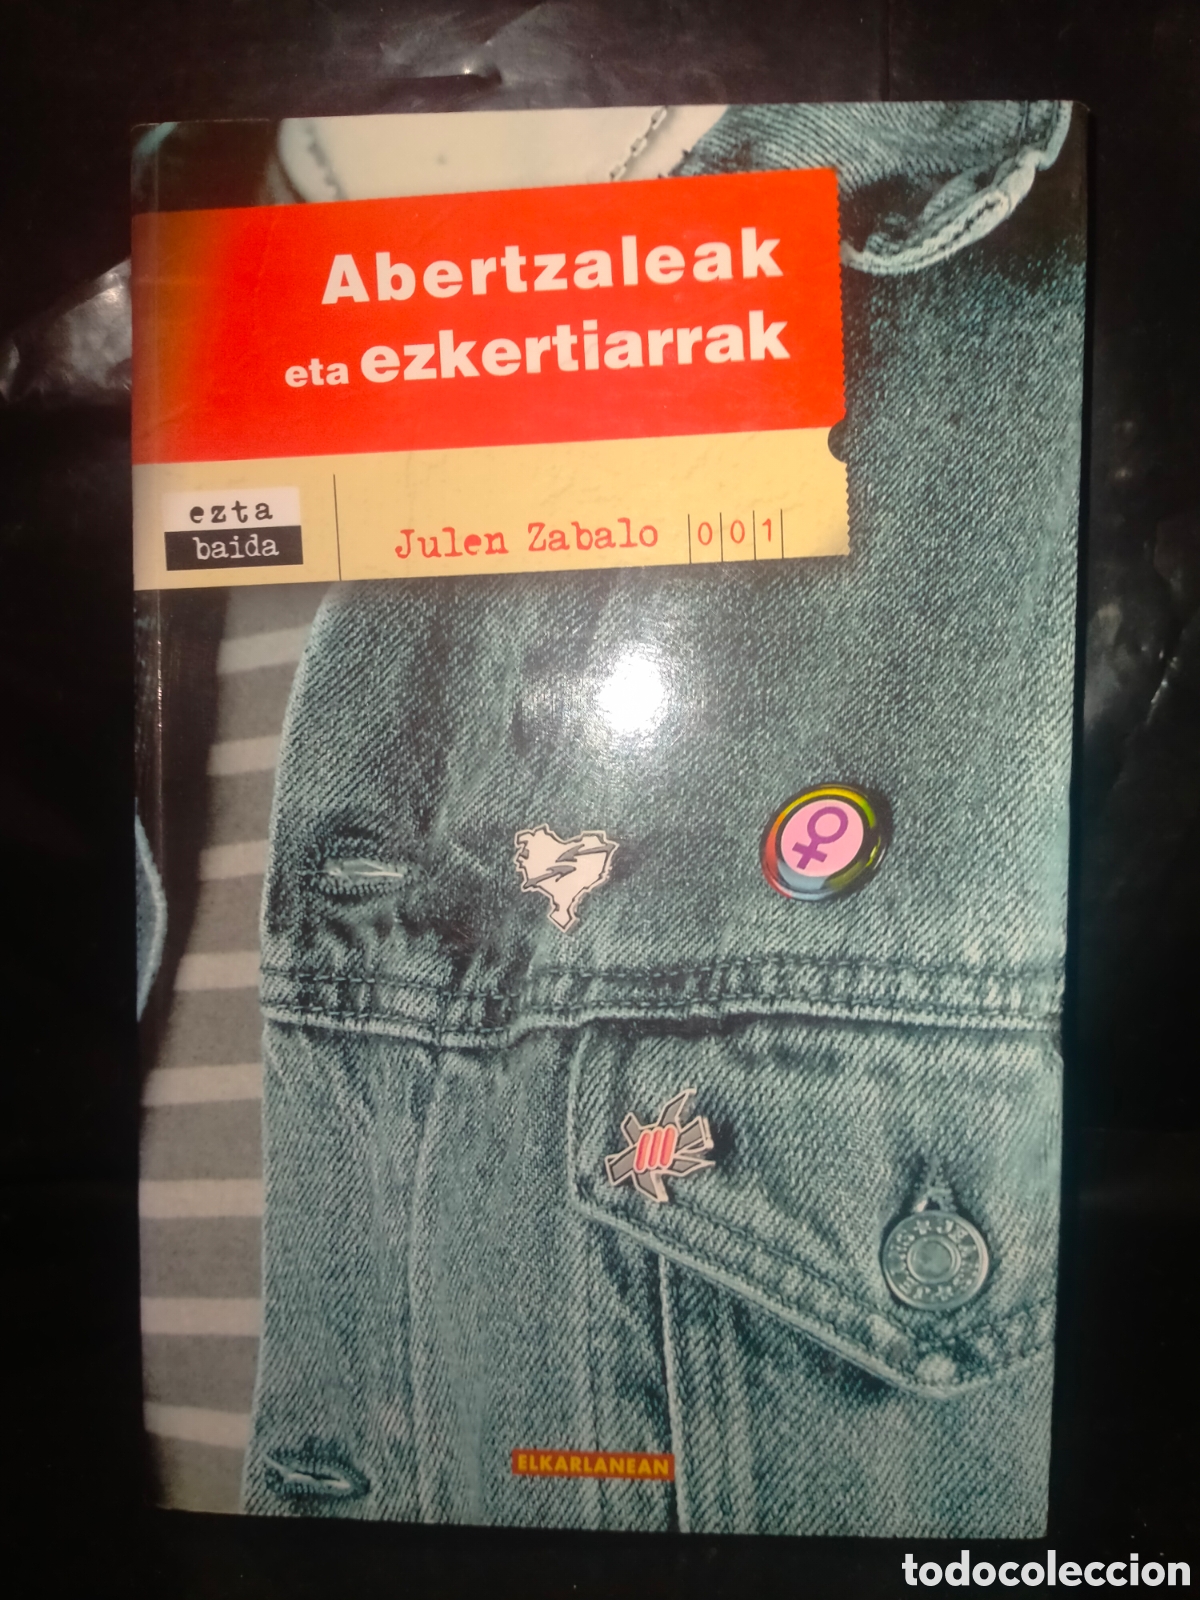 Abertzaleak
eta ezkertiarrak
ezta
baida
Julen Zabalo 001
ELKARLANEAN
todocoleccion